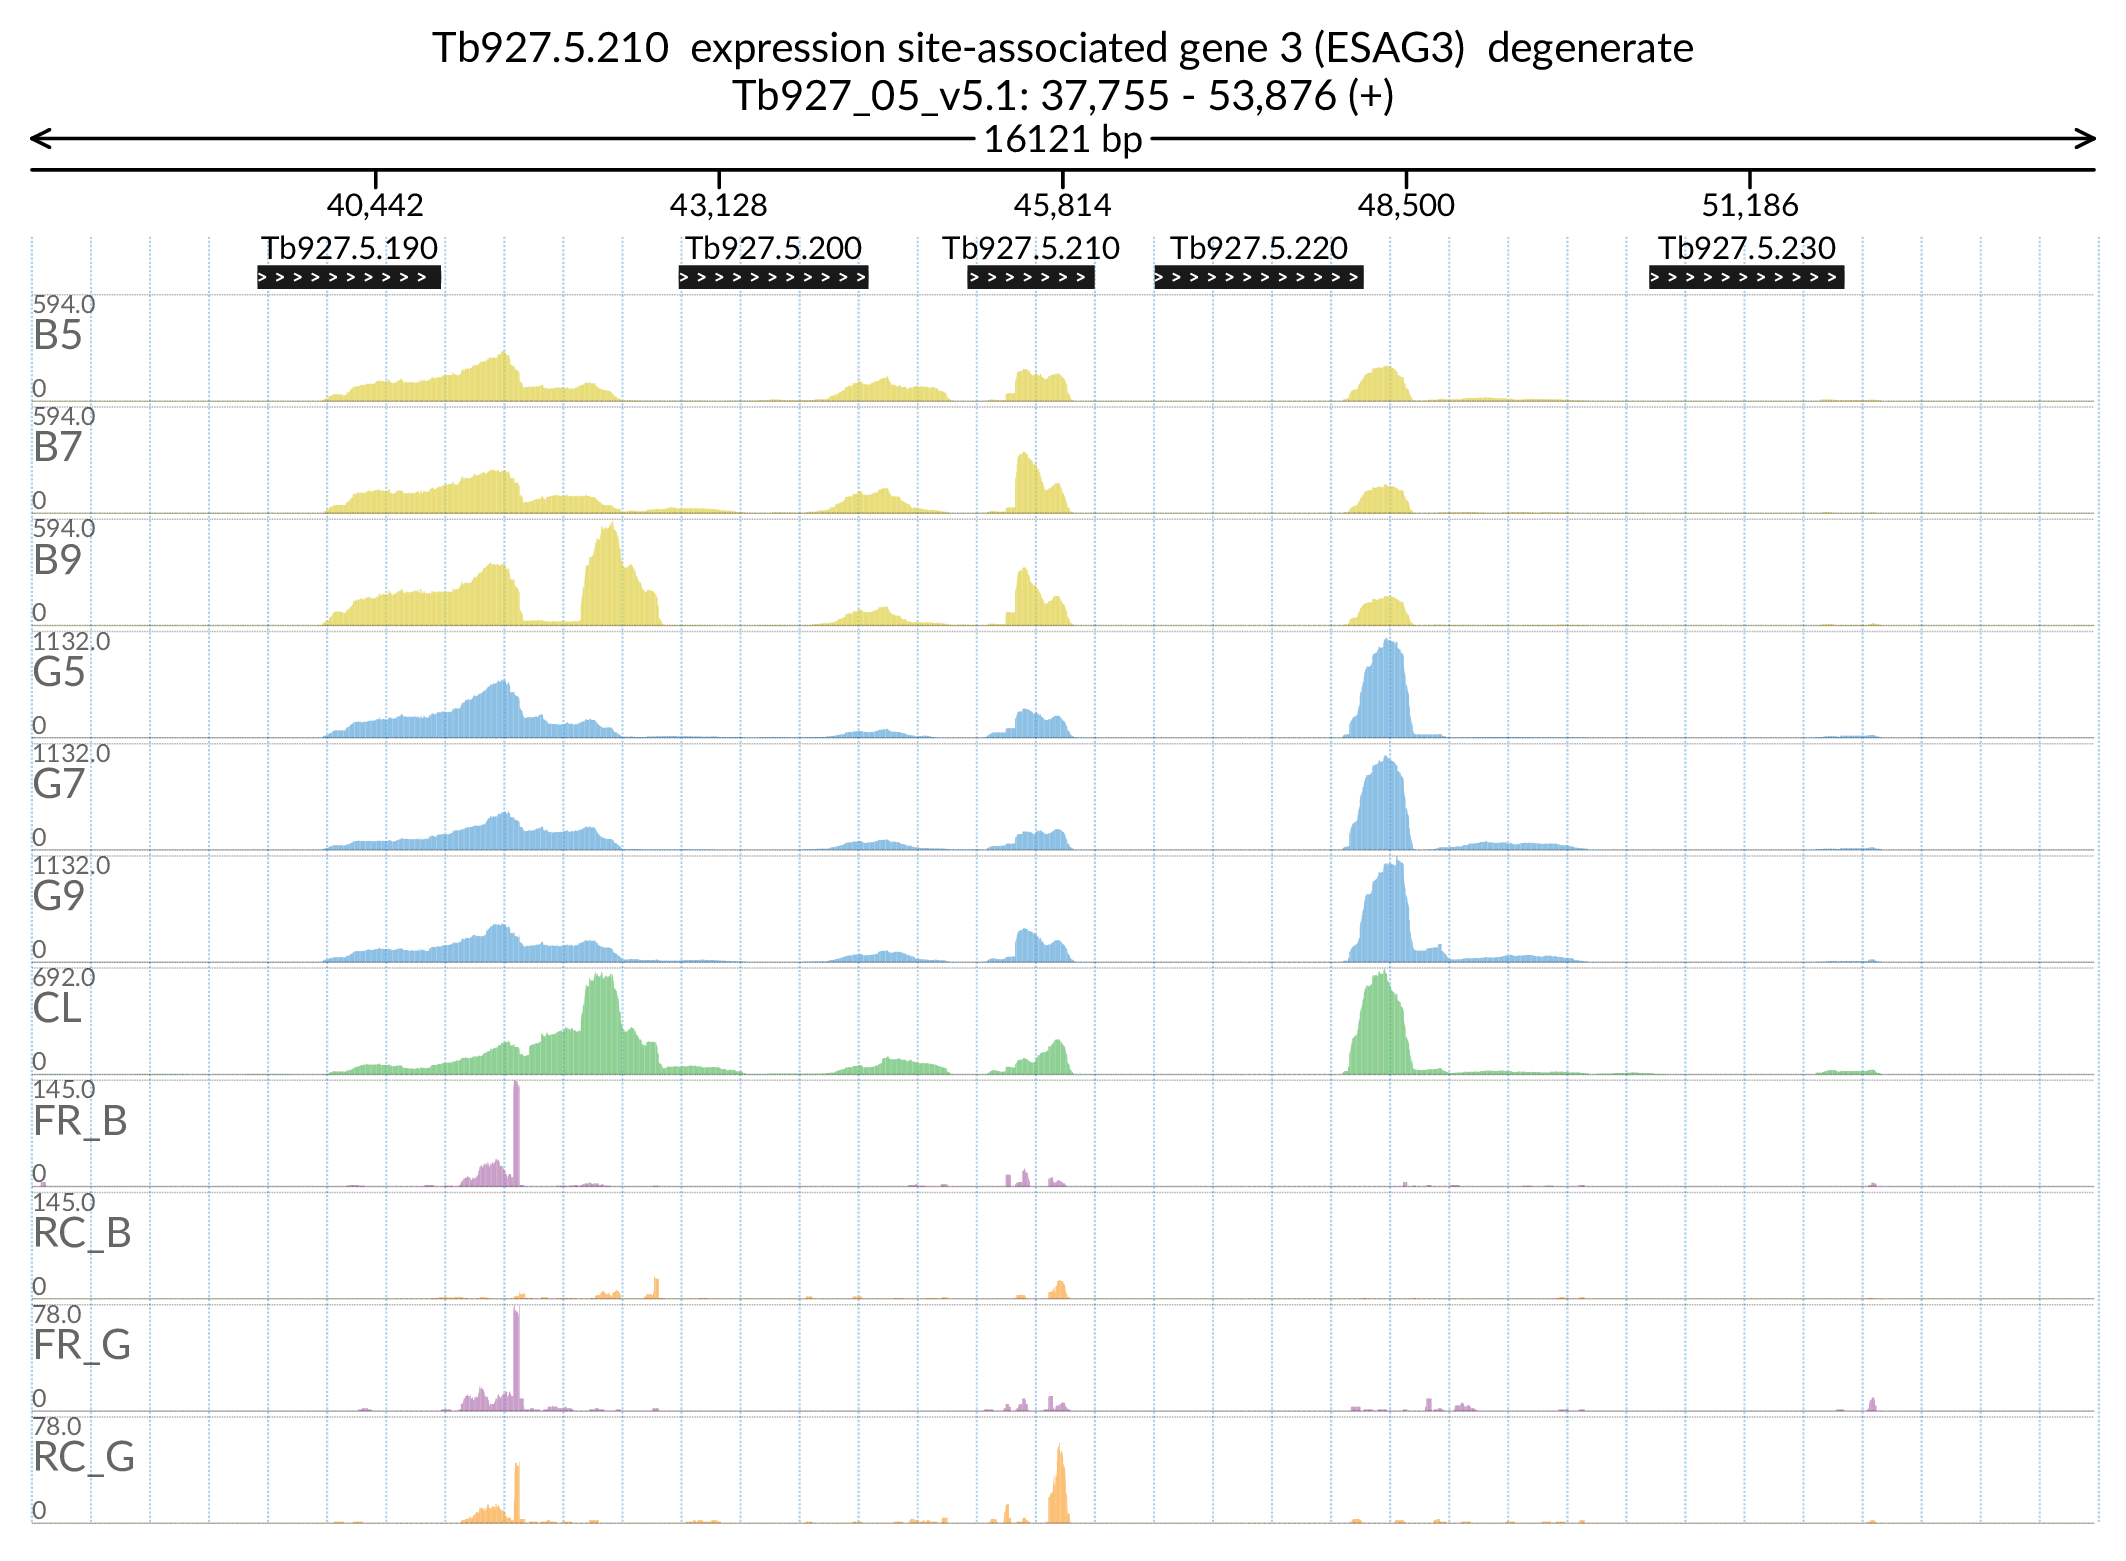 Tb927.5.210  expression site-associated gene 3 (ESAG3)  degenerate
Tb927_05_v5.1: 37,755 - 53,876 (+)
16121 bp
40,442 43,128 45,814 48,500 51,186
Tb927.5.190 Tb927.5.200 Tb927.5.210 Tb927.5.220 Tb927.5.230
594.0
B5
0
594.0
B7
0
594.0
B9
0
1132.0
G5
0
1132.0
G7
0
1132.0
G9
0
692.0
CL
0
145.0
FR_B
0
145.0
RC_B
0
78.0
FR_G
0
78.0
RC_G
0